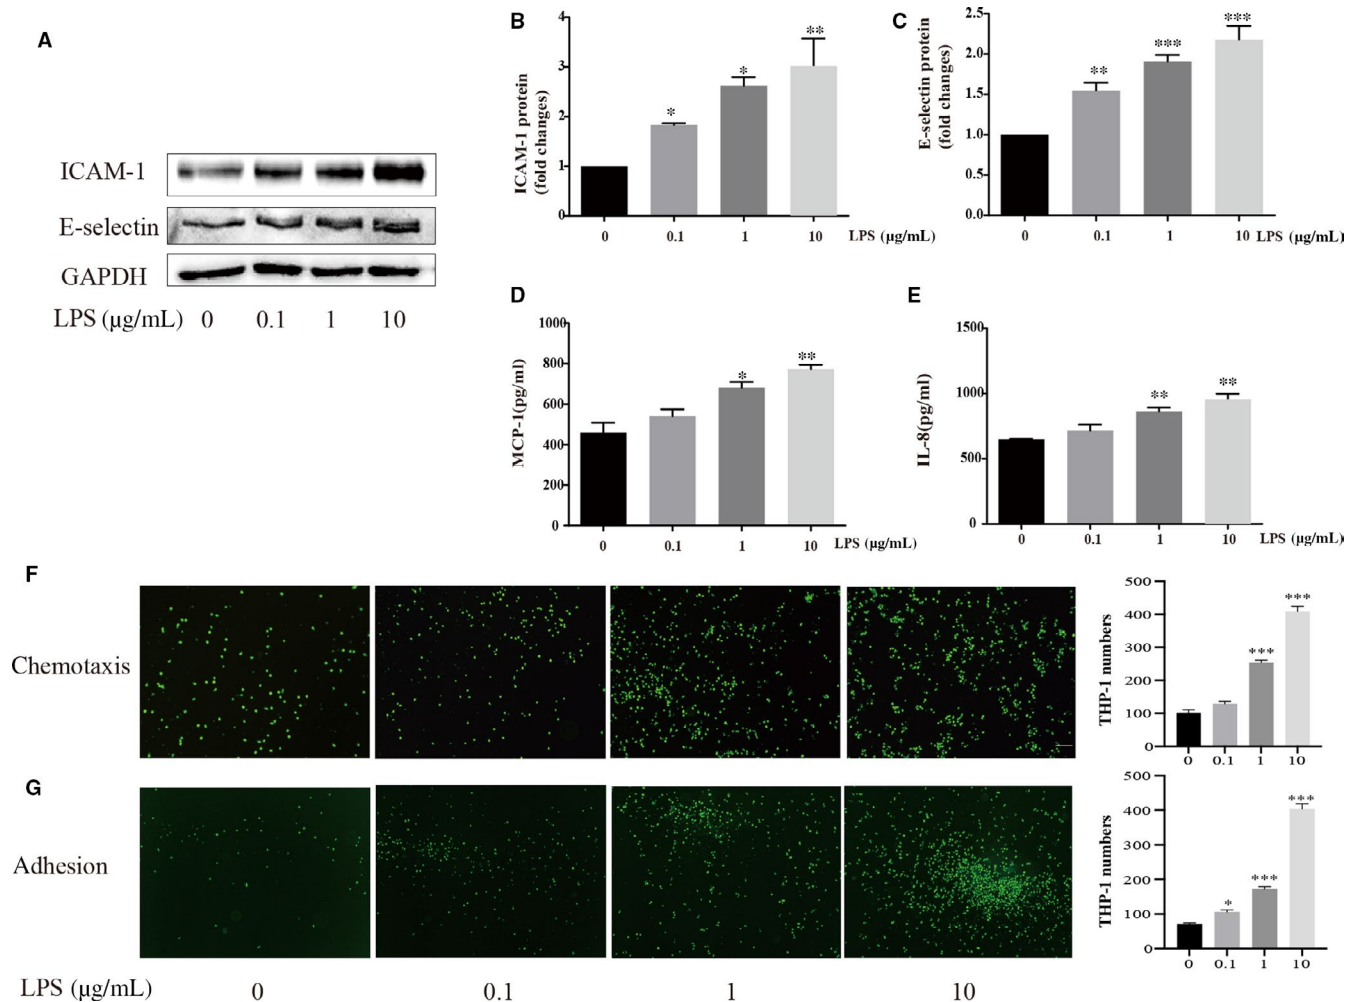 A
ICAM-1
E-selectin
GAPDH
LPS (µg/mL) 0 0.1 1 10
B
ICAM-1 protein
(fold changes)
4
3
2
1
0
* * **
0 0.1 1 10 LPS (µg/mL)
C
E-selectin protein
(fold changes)
2.5
2.0
1.5
1.0
0.5
0.0
** *** ***
0 0.1 1 10 LPS (µg/mL)
D
MCP-1(pg/ml)
1000
800
600
400
200
0
* **
0 0.1 1 10 LPS (µg/mL)
E
IL-8(pg/ml)
1500
1000
500
0
** **
0 0.1 1 10 LPS (µg/mL)
F
Chemotaxis
THP-1 numbers
500
400
300
200
100
0
*** ***
0 0.1 1 10
G
Adhesion
THP-1 numbers
500
400
300
200
100
0
* *** ***
0 0.1 1 10
LPS (µg/mL) 0 0.1 1 10